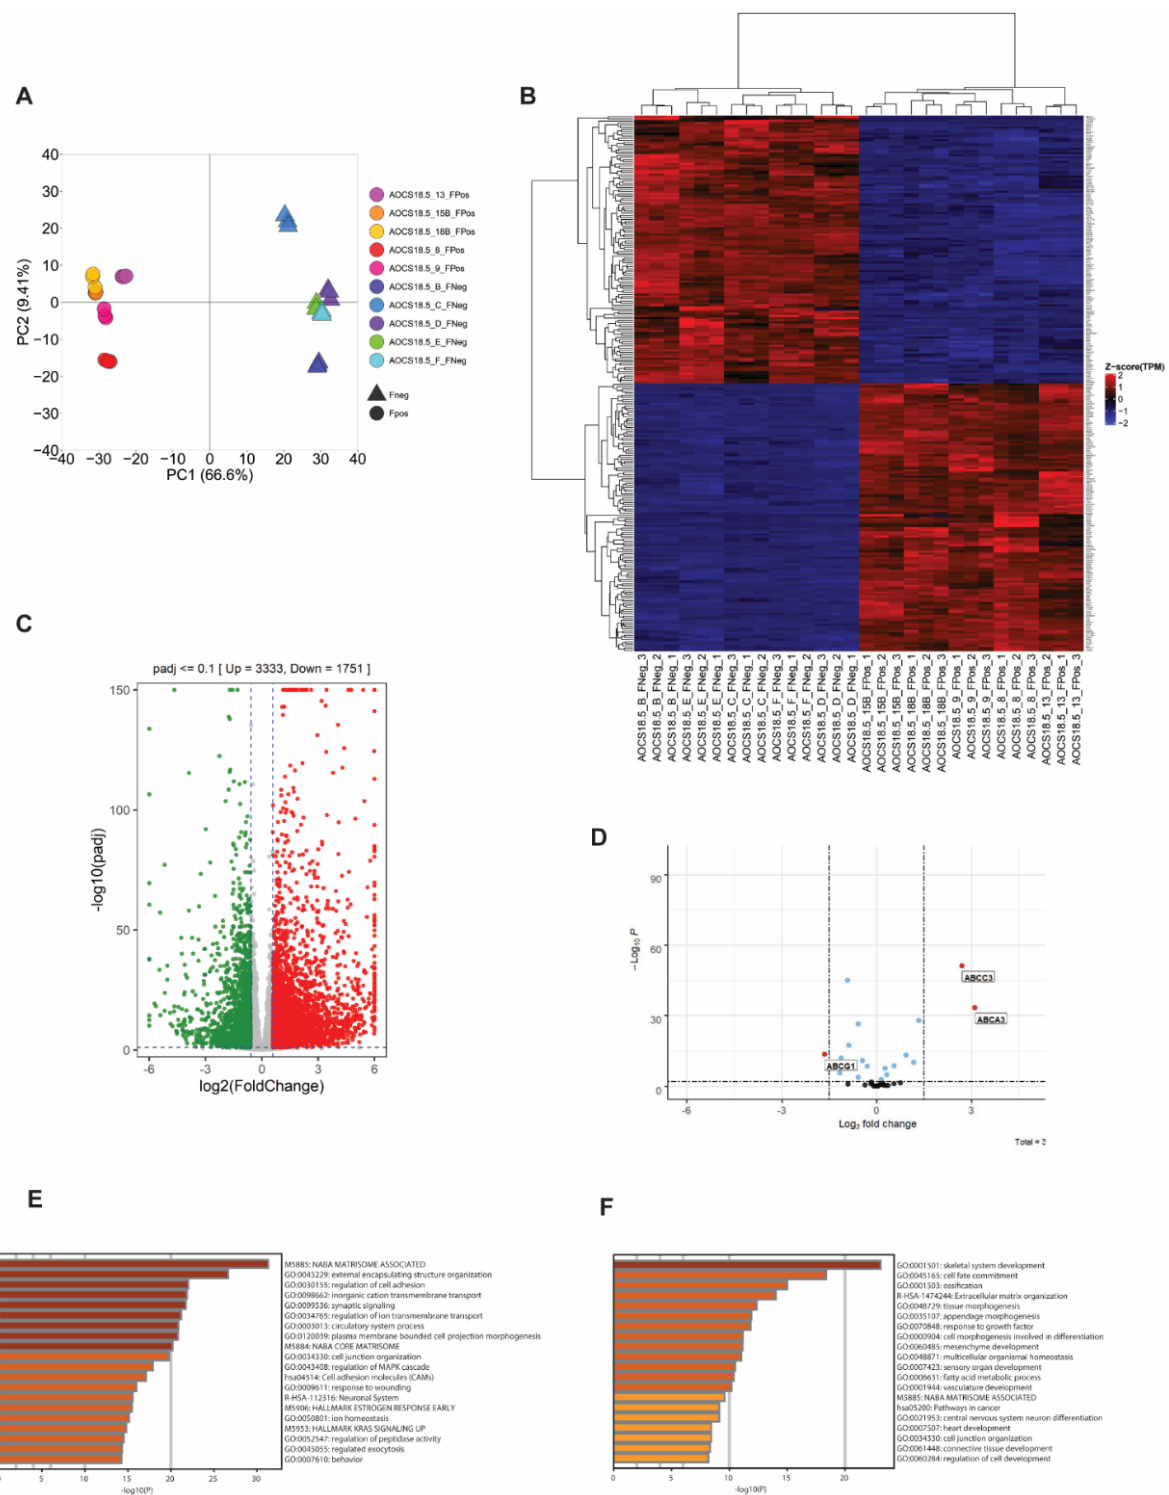 A
40
30
20
10
0
−10
−20
−30
−40
−40 −30 −20 −10 0 10 20 30 40
PC2 (9.41%)
PC1 (66.6%)
AOCS18.5_13_FPos
AOCS18.5_15B_FPos
AOCS18.5_18B_FPos
AOCS18.5_8_FPos
AOCS18.5_9_FPos
AOCS18.5_B_FNeg
AOCS18.5_C_FNeg
AOCS18.5_D_FNeg
AOCS18.5_E_FNeg
AOCS18.5_F_FNeg
Fneg
Fpos
B
Z-score(TPM)
2
1
0
−1
−2
AOCS18.5_B_FNeg_3
AOCS18.5_B_FNeg_2
AOCS18.5_B_FNeg_1
AOCS18.5_E_FNeg_3
AOCS18.5_E_FNeg_2
AOCS18.5_E_FNeg_1
AOCS18.5_C_FNeg_3
AOCS18.5_C_FNeg_1
AOCS18.5_C_FNeg_2
AOCS18.5_F_FNeg_3
AOCS18.5_F_FNeg_1
AOCS18.5_F_FNeg_2
AOCS18.5_D_FNeg_3
AOCS18.5_D_FNeg_2
AOCS18.5_D_FNeg_1
AOCS18.5_15B_FPos_1
AOCS18.5_15B_FPos_2
AOCS18.5_15B_FPos_3
AOCS18.5_18B_FPos_1
AOCS18.5_18B_FPos_2
AOCS18.5_18B_FPos_3
AOCS18.5_9_FPos_1
AOCS18.5_9_FPos_2
AOCS18.5_9_FPos_3
AOCS18.5_8_FPos_1
AOCS18.5_8_FPos_2
AOCS18.5_8_FPos_3
AOCS18.5_13_FPos_2
AOCS18.5_13_FPos_1
AOCS18.5_13_FPos_3
C
padj <= 0.1 [ Up = 3333, Down = 1751 ]
150
100
50
0
-6 -3 0 3 6
-log10(padj)
log2(FoldChange)
D
90
60
30
0
-6 -3 0 3
−Log10 P
Log2 fold change
ABCC3
ABCA3
ABCG1
Total = 3
E
M5885: NABA MATRISOME ASSOCIATED
GO:0045229: external encapsulating structure organization
GO:0030155: regulation of cell adhesion
GO:0098662: inorganic cation transmembrane transport
GO:0099536: synaptic signaling
GO:0034765: regulation of ion transmembrane transport
GO:0003013: circulatory system process
GO:0120039: plasma membrane bounded cell projection morphogenesis
M5884: NABA CORE MATRISOME
GO:0034330: cell junction organization
GO:0043408: regulation of MAPK cascade
hsa04514: Cell adhesion molecules (CAMs)
GO:0009611: response to wounding
R-HSA-112316: Neuronal System
M5906: HALLMARK ESTROGEN RESPONSE EARLY
GO:0050801: ion homeostasis
M5953: HALLMARK KRAS SIGNALING UP
GO:0052547: regulation of peptidase activity
GO:0045055: regulated exocytosis
GO:0007610: behavior
0 5 10 15 20 25 30
-log10(P)
F
GO:0001501: skeletal system development
GO:0045165: cell fate commitment
GO:0001503: ossification
R-HSA-1474244: Extracellular matrix organization
GO:0048729: tissue morphogenesis
GO:0035107: appendage morphogenesis
GO:0070848: response to growth factor
GO:0000904: cell morphogenesis involved in differentiation
GO:0060485: mesenchyme development
GO:0048871: multicellular organismal homeostasis
GO:0007423: sensory organ development
GO:0006631: fatty acid metabolic process
GO:0001944: vasculature development
M5885: NABA MATRISOME ASSOCIATED
hsa05200: Pathways in cancer
GO:0021953: central nervous system neuron differentiation
GO:0007507: heart development
GO:0034330: cell junction organization
GO:0061448: connective tissue development
GO:0060284: regulation of cell development
0 5 10 15 20
-log10(P)